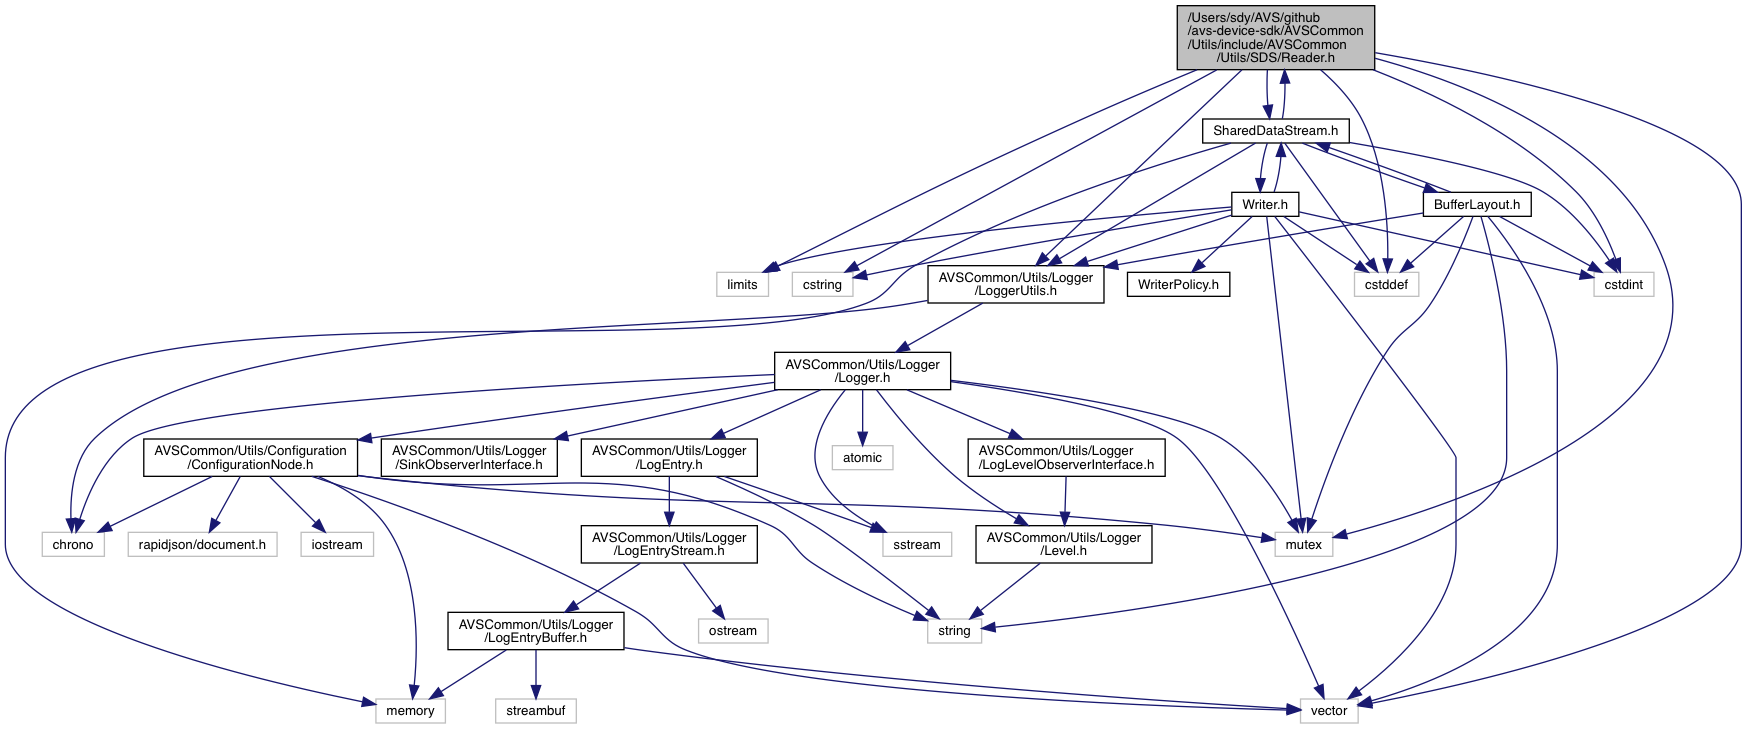 /Users/sdy/AVS/github
/avs-device-sdk/AVSCommon
/Utils/include/AVSCommon
/Utils/SDS/Reader.h
SharedDataStream.h
Writer.h
BufferLayout.h
limits
cstring
AVSCommon/Utils/Logger
/LoggerUtils.h
WriterPolicy.h
cstddef
cstdint
AVSCommon/Utils/Logger
/Logger.h
AVSCommon/Utils/Configuration
/ConfigurationNode.h
AVSCommon/Utils/Logger
/SinkObserverInterface.h
AVSCommon/Utils/Logger
/LogEntry.h
atomic
AVSCommon/Utils/Logger
/LogLevelObserverInterface.h
chrono
rapidjson/document.h
iostream
AVSCommon/Utils/Logger
/LogEntryStream.h
sstream
AVSCommon/Utils/Logger
/Level.h
mutex
AVSCommon/Utils/Logger
/LogEntryBuffer.h
ostream
string
memory
streambuf
vector